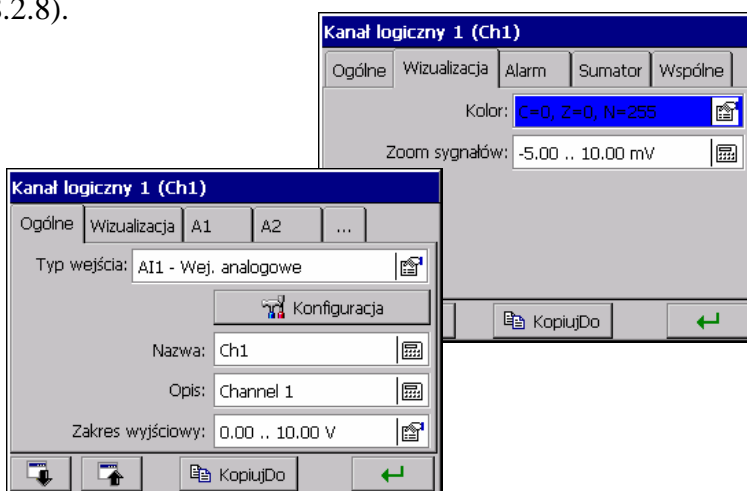 .2.8).
Kanał logiczny 1 (Ch1)
Ogólne Wizualizacja Alarm Sumator Wspólne
Kolor: C=0, Z=0, N=255
Zoom sygnałów: -5.00 .. 10.00 mV
KopiujDo
Kanał logiczny 1 (Ch1)
Ogólne Wizualizacja A1 A2 ...
Typ wejścia: AI1 - Wej. analogowe
Konfiguracja
Nazwa: Ch1
Opis: Channel 1
Zakres wyjściowy: 0.00 .. 10.00 V
KopiujDo